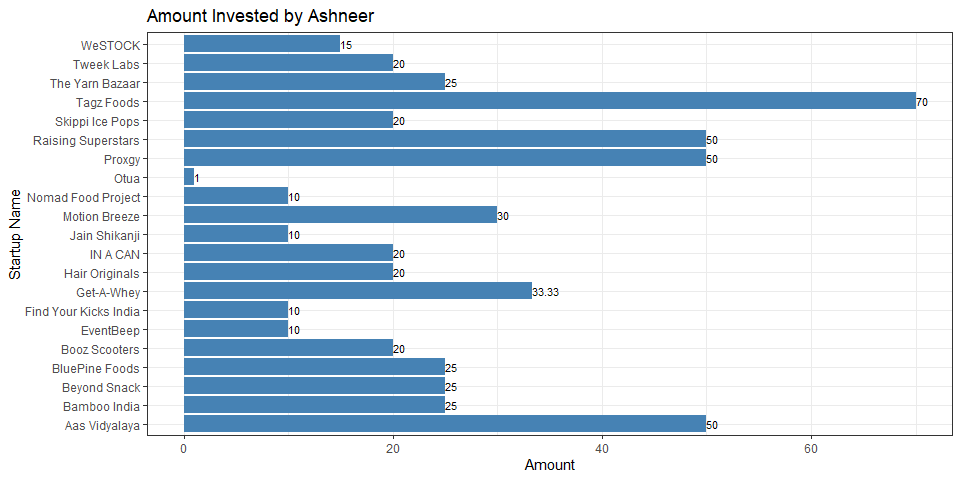 Amount Invested by Ashneer
Startup Name
WeSTOCK 15
Tweek Labs 20
The Yarn Bazaar 25
Tagz Foods 70
Skippi Ice Pops 20
Raising Superstars 50
Proxgy 50
Otua 1
Nomad Food Project 10
Motion Breeze 30
Jain Shikanji 10
IN A CAN 20
Hair Originals 20
Get-A-Whey 33.33
Find Your Kicks India 10
EventBeep 10
Booz Scooters 20
BluePine Foods 25
Beyond Snack 25
Bamboo India 25
Aas Vidyalaya 50
0 20 40 60
Amount